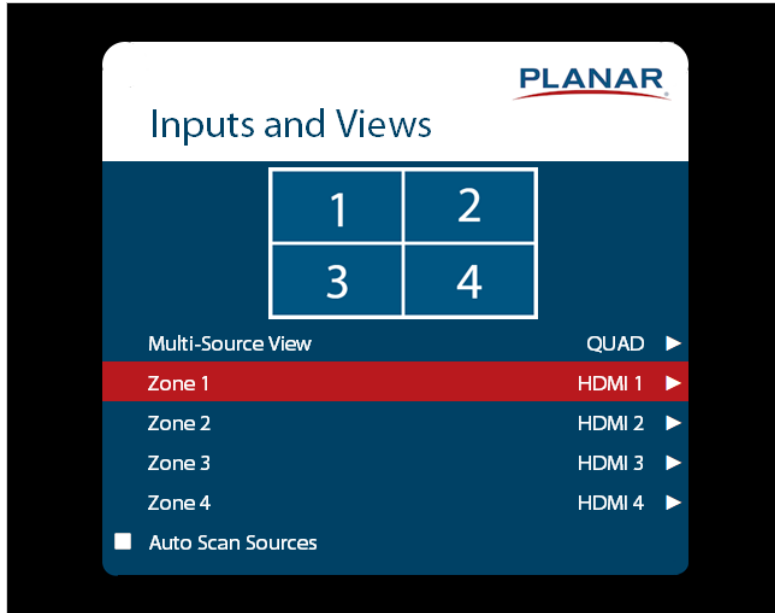 PLANAR
Inputs and Views
1 2
3 4
Multi-Source View QUAD ▶
Zone 1 HDMI 1 ▶
Zone 2 HDMI 2 ▶
Zone 3 HDMI 3 ▶
Zone 4 HDMI 4 ▶
Auto Scan Sources